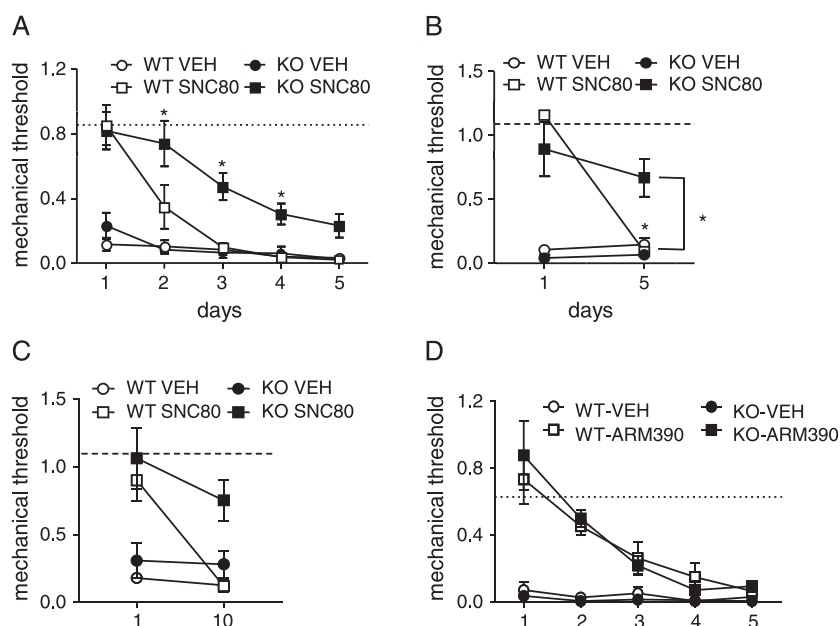 A
WT VEH KO VEH
WT SNC80 KO SNC80
mechanical threshold
1.2
0.8
0.4
0.0
* * *
1 2 3 4 5
days
B
WT VEH KO VEH
WT SNC80 KO SNC80
mechanical threshold
1.5
1.0
0.5
0.0
* *
1 5
days
C
WT VEH KO VEH
WT SNC80 KO SNC80
mechanical threshold
1.5
1.0
0.5
0.0
1 10
D
WT-VEH KO-VEH
WT-ARM390 KO-ARM390
mechanical threshold
1.2
0.8
0.4
0.0
1 2 3 4 5